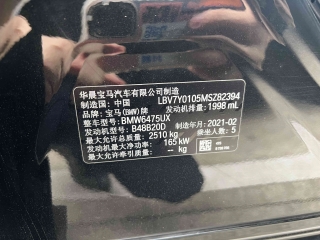 华晨宝马汽车有限公司制造
制造国：中国 LBV7Y0105MSZ82394
品牌：宝马(BMW)牌 发动机排量：1998 mL
整车型号：BMW6475UX
发动机型号：B48B20D 制造年月：2021-02
最大允许总质量：2510 kg 乘坐人数：5
最大净功率： 165 kW
最大允许牵引质量： -- kg